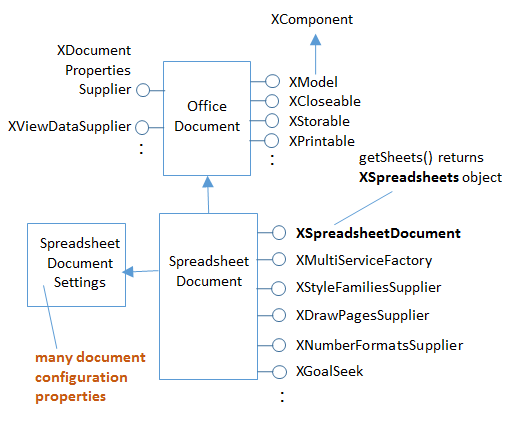 XComponent
XDocument
Properties
Supplier
XViewDataSupplier
:
Office
Document
XModel
XCloseable
XStorable
XPrintable
:
getSheets() returns
XSpreadsheets object
Spreadsheet
Document
Settings
many document
configuration
properties
Spreadsheet
Document
XSpreadsheetDocument
XMultiServiceFactory
XStyleFamiliesSupplier
XDrawPagesSupplier
XNumberFormatsSupplier
XGoalSeek
: